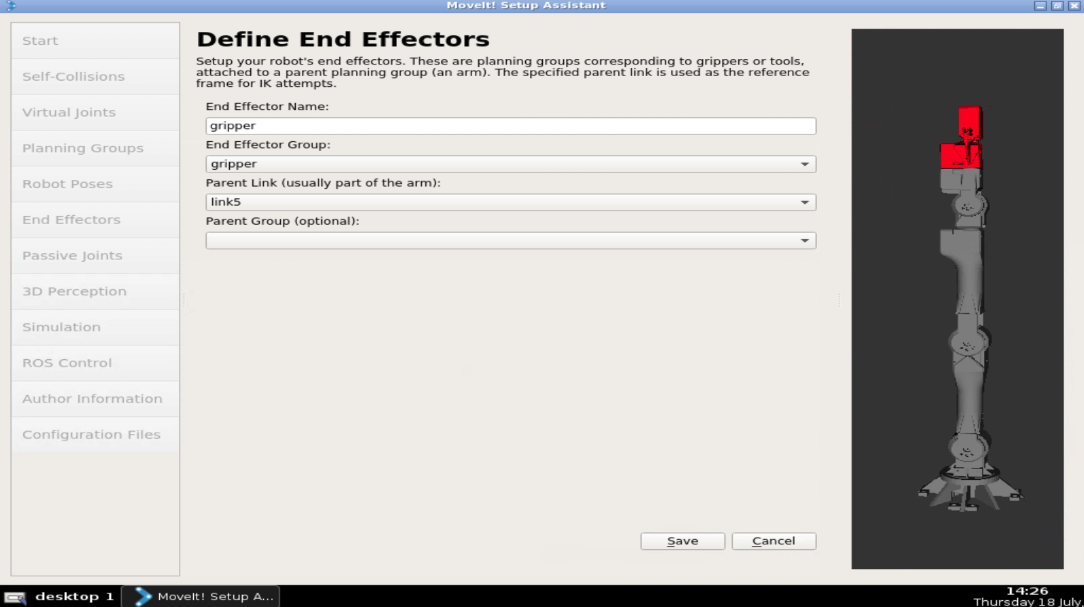 MoveIt! Setup Assistant
Start
Self-Collisions
Virtual Joints
Planning Groups
Robot Poses
End Effectors
Passive Joints
3D Perception
Simulation
ROS Control
Author Information
Configuration Files
Define End Effectors
Setup your robot's end effectors. These are planning groups corresponding to grippers or tools,
attached to a parent planning group (an arm). The specified parent link is used as the reference
frame for IK attempts.
End Effector Name:
gripper
End Effector Group:
gripper
Parent Link (usually part of the arm):
link5
Parent Group (optional):
Save
Cancel
desktop 1
MoveIt! Setup A...
14:26
Thursday 18 July